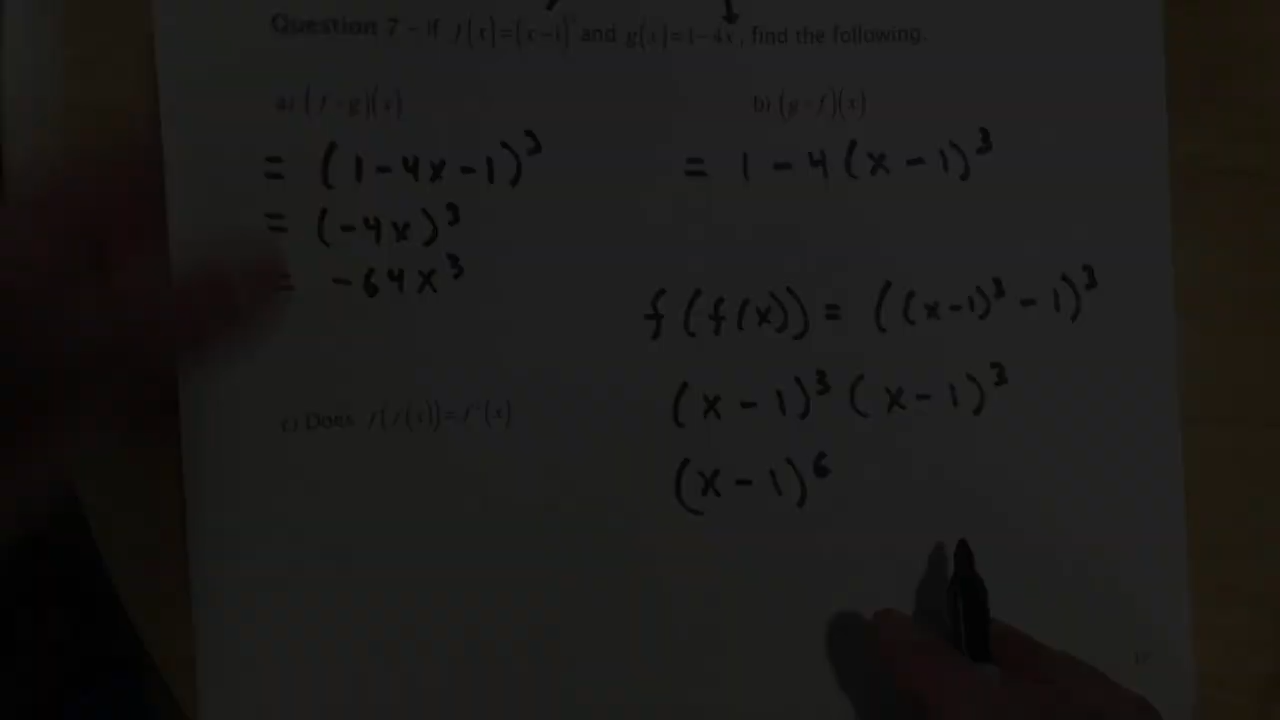 Question 7 – If f(x)=(x−1)³ and g(x)=1−4x, find the following.
a) (f∘g)(x)
b) (g∘f)(x)
= (1-4x-1)³
= 1-4(x-1)³
= (-4x)³
= -64x³
f(f(x)) = ((x-1)³-1)³
(x-1)³(x-1)³
c) Does f(f(x))=f²(x)
(x-1)⁶